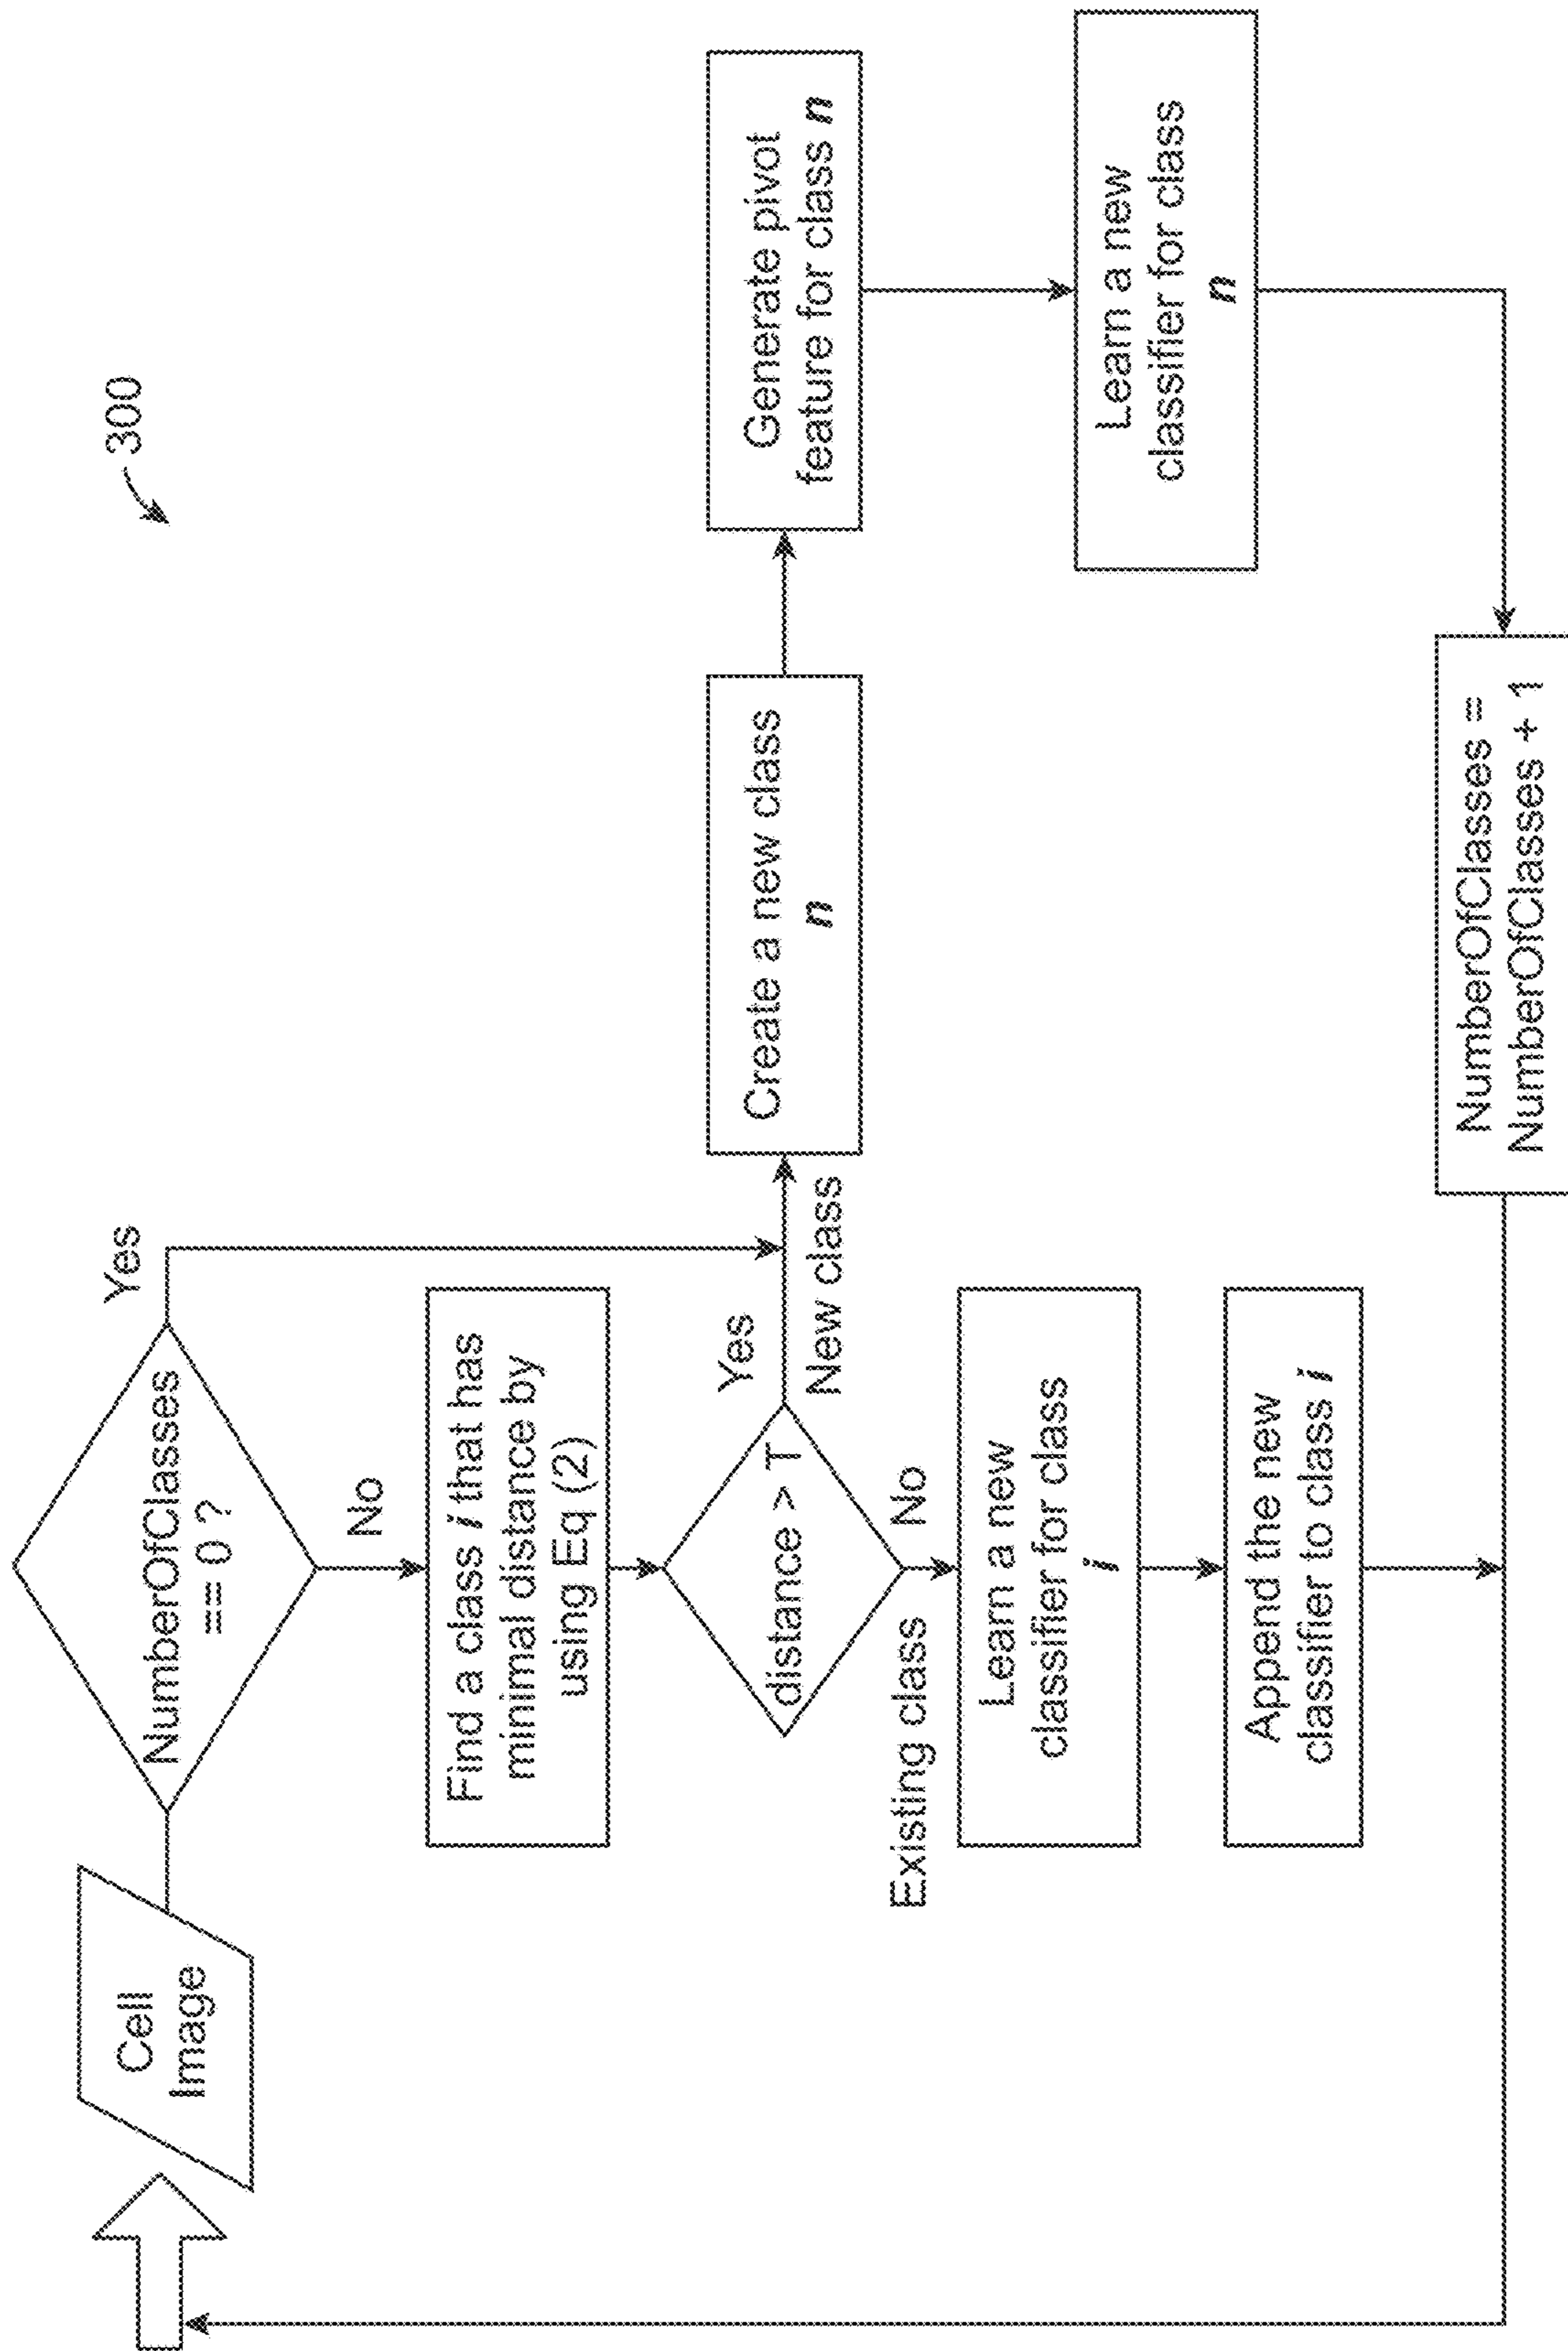 300
Cell
Image
NumberOfClasses
== 0 ?
Yes
No
Find a class i that has
minimal distance by
using Eq (2)
distance > T
Yes
New class
Create a new class
n
Generate pivot
feature for class n
Learn a new
classifier for class
n
Existing class
No
Learn a new
classifier for class
i
Append the new
classifier to class i
NumberOfClasses =
NumberOfClasses + 1